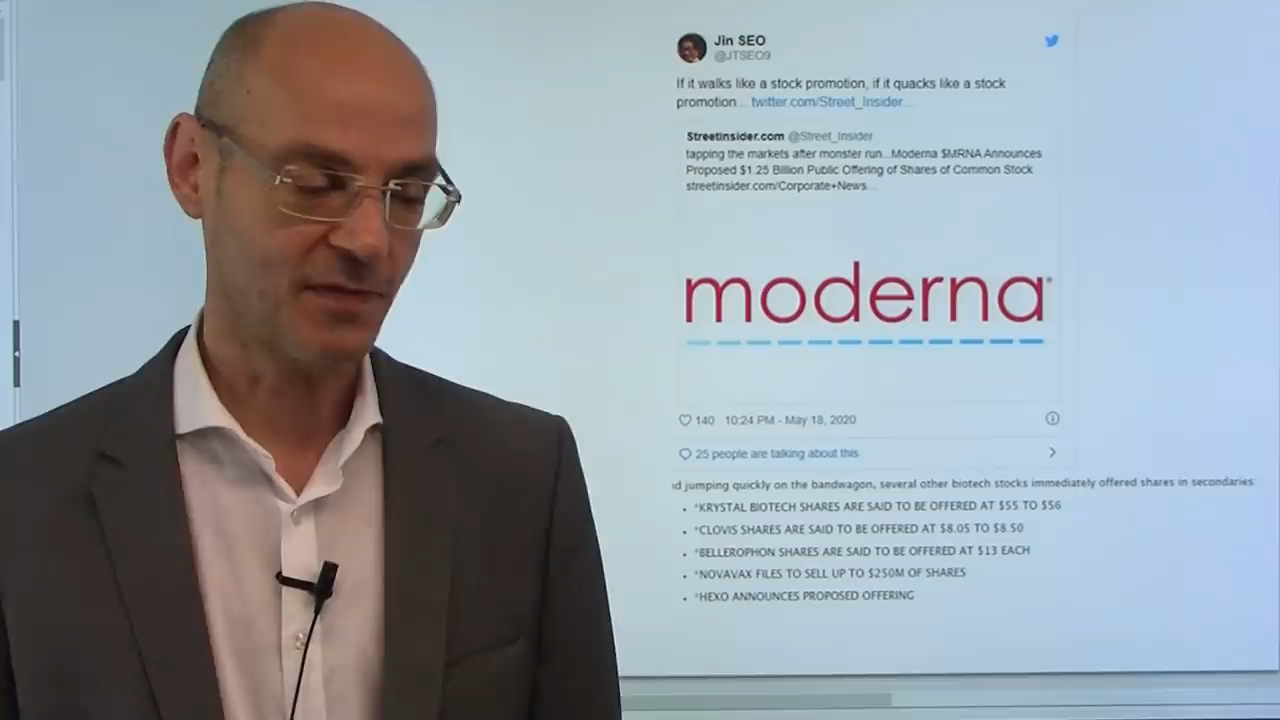 Jin SEO
@JTSEO9
If it walks like a stock promotion, if it quacks like a stock
promotion... twitter.com/Street_Insider...
StreetInsider.com @Street_Insider
tapping the markets after monster run...Moderna $MRNA Announces
Proposed $1.25 Billion Public Offering of Shares of Common Stock
streetinsider.com/Corporate+News...
moderna
140 10:24 PM - May 18, 2020
25 people are talking about this
nd jumping quickly on the bandwagon, several other biotech stocks immediately offered shares in secondaries:
• *KRYSTAL BIOTECH SHARES ARE SAID TO BE OFFERED AT $55 TO $56
• *CLOVIS SHARES ARE SAID TO BE OFFERED AT $8.05 TO $8.50
• *BELLEROPHON SHARES ARE SAID TO BE OFFERED AT $13 EACH
• *NOVAVAX FILES TO SELL UP TO $250M OF SHARES
• *HEXO ANNOUNCES PROPOSED OFFERING